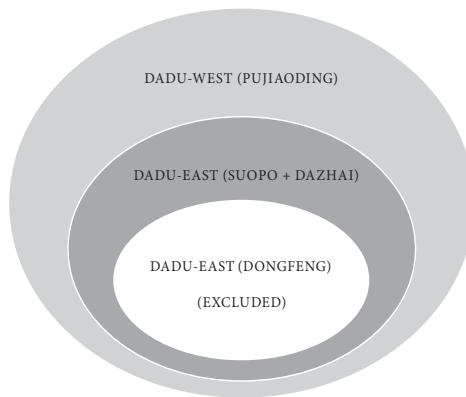 DADU-WEST (PUJIAODING)
DADU-EAST (SUOPO + DAZHAI)
DADU-EAST (DONGFENG)
(EXCLUDED)